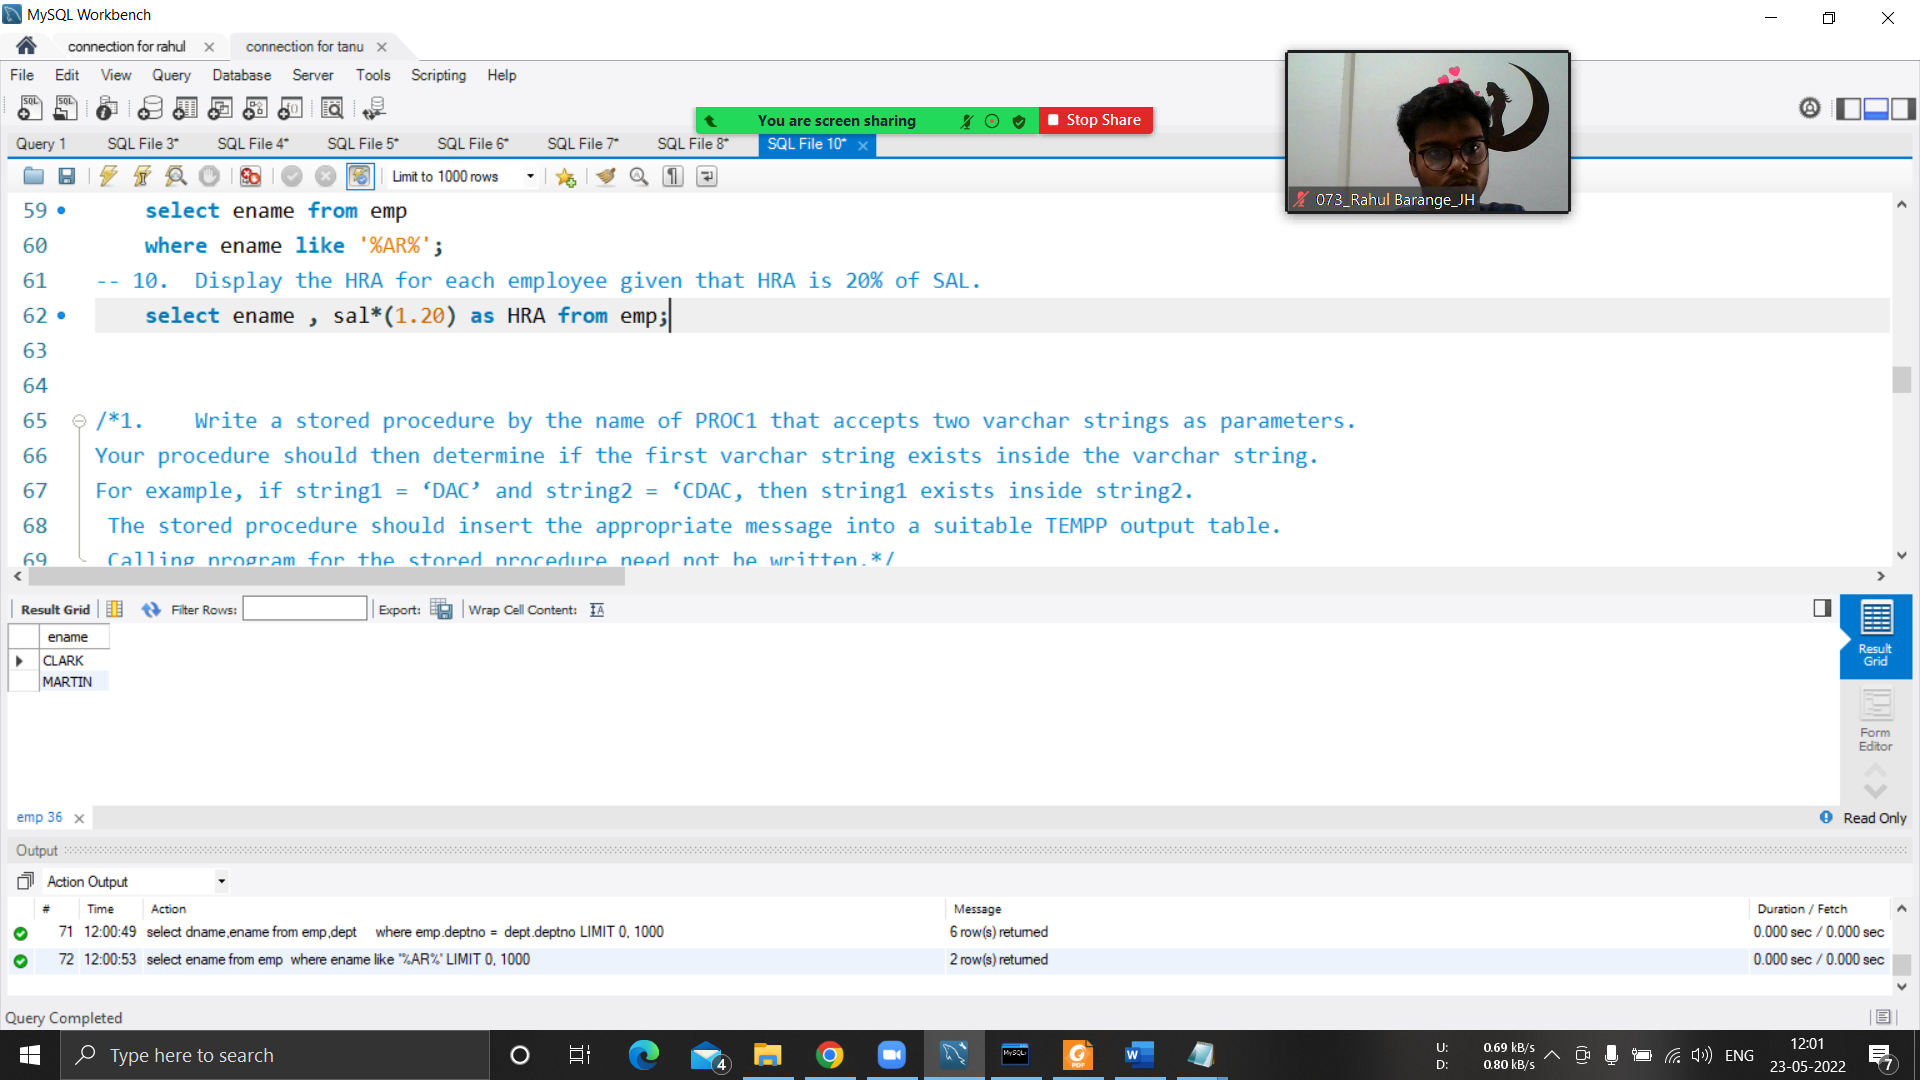 MySQL Workbench
connection for rahul
connection for tanu
File Edit View Query Database Server Tools Scripting Help
You are screen sharing
Stop Share
073_Rahul Barange_JH
Query 1 SQL File 3* SQL File 4* SQL File 5* SQL File 6* SQL File 7* SQL File 8* SQL File 10*
Limit to 1000 rows
59 select ename from emp
60 where ename like '%AR%';
61 -- 10. Display the HRA for each employee given that HRA is 20% of SAL.
62 select ename , sal*(1.20) as HRA from emp;
63
64
65 /*1. Write a stored procedure by the name of PROC1 that accepts two varchar strings as parameters.
66 Your procedure should then determine if the first varchar string exists inside the varchar string.
67 For example, if string1 = ‘DAC’ and string2 = ‘CDAC, then string1 exists inside string2.
68 The stored procedure should insert the appropriate message into a suitable TEMPP output table.
69 Calling program for the stored procedure need not be written.*/
Result Grid Filter Rows: Export: Wrap Cell Content:
ename
CLARK
MARTIN
Result Grid
Form Editor
emp 36
Read Only
Output
Action Output
# Time Action Message Duration / Fetch
71 12:00:49 select dname,ename from emp,dept where emp.deptno = dept.deptno LIMIT 0, 1000 6 row(s) returned 0.000 sec / 0.000 sec
72 12:00:53 select ename from emp where ename like '%AR%' LIMIT 0, 1000 2 row(s) returned 0.000 sec / 0.000 sec
Query Completed
Type here to search
4
U: 0.69 kB/s
D: 0.80 kB/s
ENG
12:01
23-05-2022
7